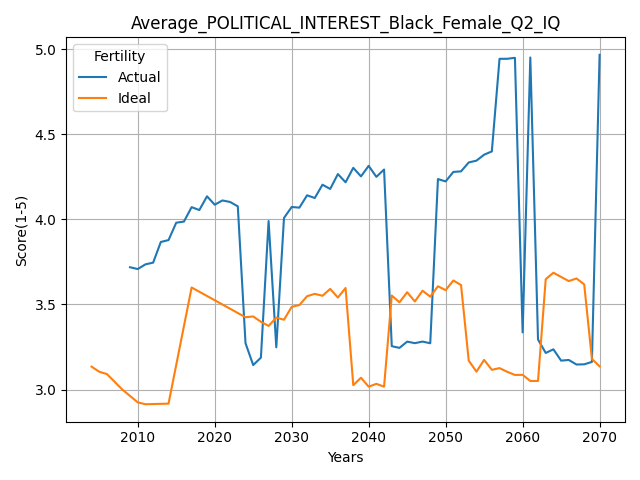 Average_POLITICAL_INTEREST_Black_Female_Q2_IQ
Fertility
Actual
Ideal
Score(1-5)
5.0
4.5
4.0
3.5
3.0
2010 2020 2030 2040 2050 2060 2070
Years